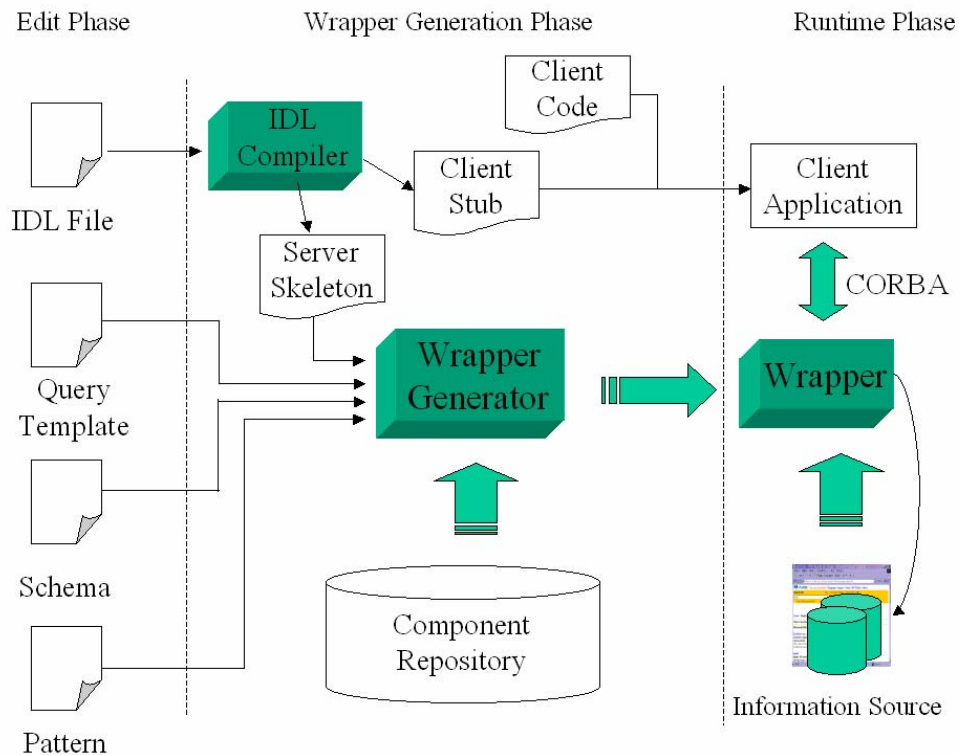 Edit Phase
Wrapper Generation Phase
Runtime Phase
Client
Code
IDL
Compiler
Client
Stub
Client
Application
IDL File
Server
Skeleton
CORBA
Query
Template
Wrapper
Generator
Wrapper
Schema
Component
Repository
Information Source
Pattern